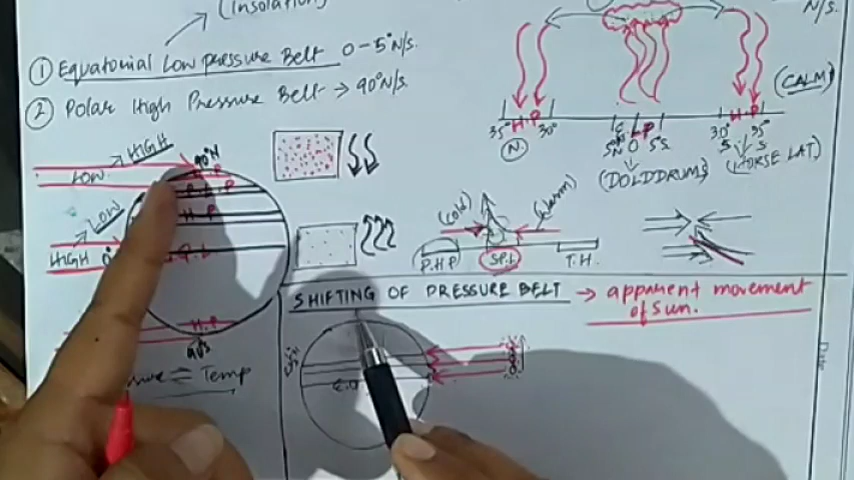 (Insolation)
① Equatorial Low pressure Belt 0-5°N/S.
② Polar High Pressure Belt → 90°N/S.
N/S.
(CALM)
35° H.P 30°
5°N 0 5°S
L P
30° S H.P 35° S
N.
(DOLDDRUMS)
(HORSE LAT)
HIGH
LOW
90°N
H.P
LOW
HIGH 0°
H.P
90°S
Temp
(Cold)
(Warm)
P.H.P
S.P.L
T.H.
SHIFTING OF PRESSURE BELT → apparent movement
of Sun.